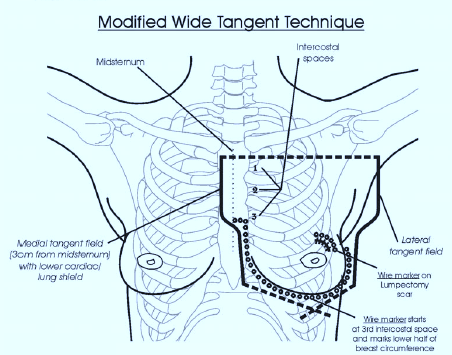 Modified Wide Tangent Technique
Midsternum
Intercostal
spaces
1
2
3
Medial tangent field
(3cm from midsternum)
with lower cardiac/
lung shield
Lateral
tangent field
Wire marker on
Lumpectomy
scar
Wire marker starts
at 3rd intercostal space
and marks lower half of
breast circumference